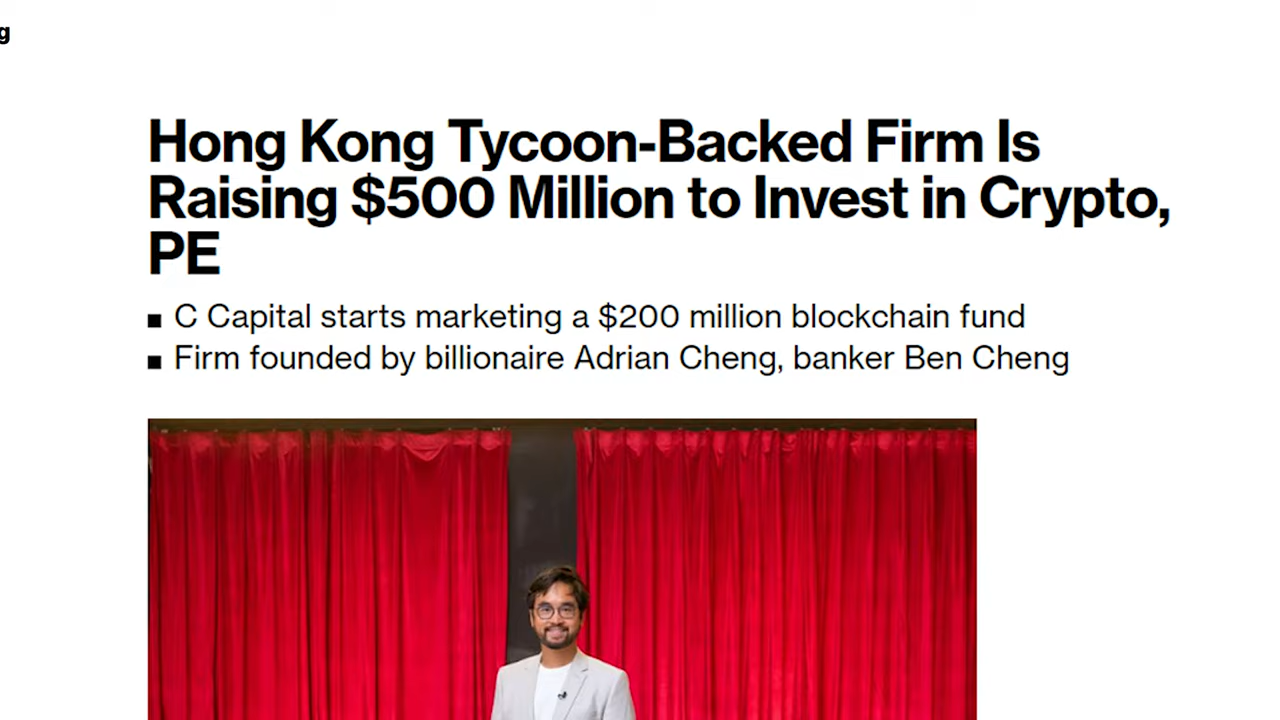 g
Hong Kong Tycoon-Backed Firm Is
Raising $500 Million to Invest in Crypto,
PE
▪ C Capital starts marketing a $200 million blockchain fund
▪ Firm founded by billionaire Adrian Cheng, banker Ben Cheng